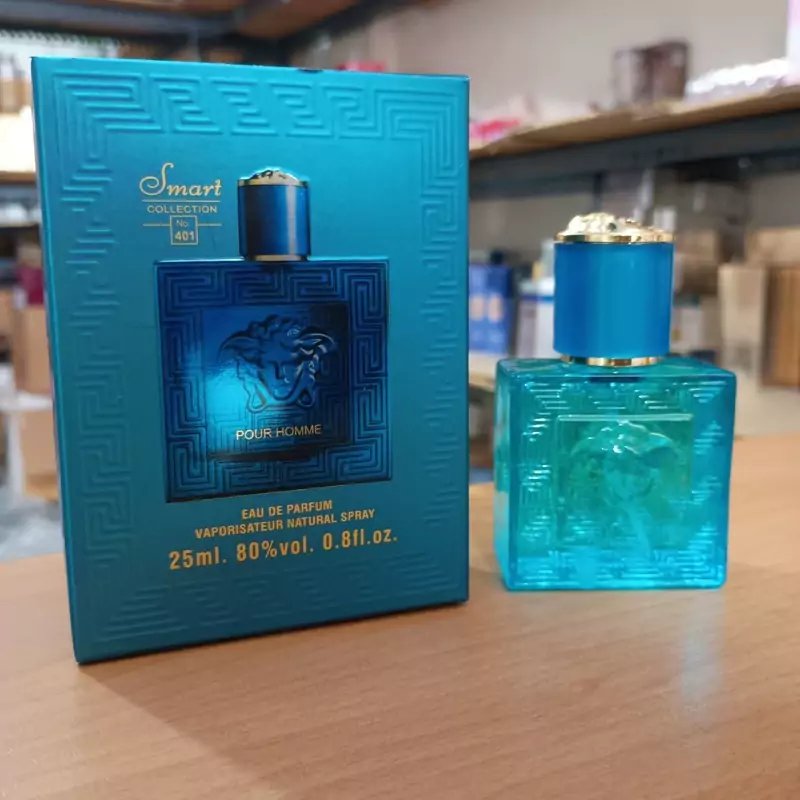 Smart
COLLECTION
No
401
POUR HOMME
EAU DE PARFUM
VAPORISATEUR NATURAL SPRAY
25ml. 80%vol. 0.8fl.oz.